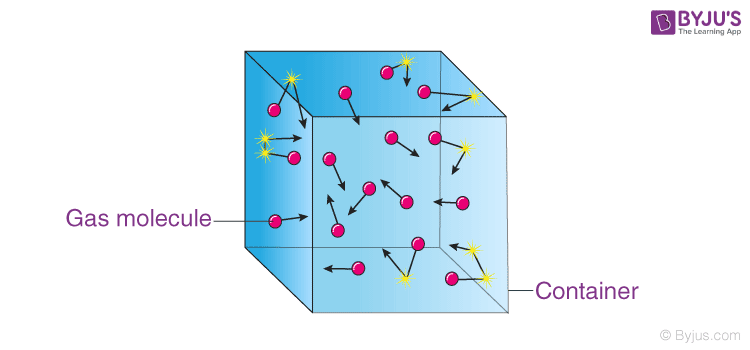 BYJU'S
The Learning App
Gas molecule
Container
© Byjus.com